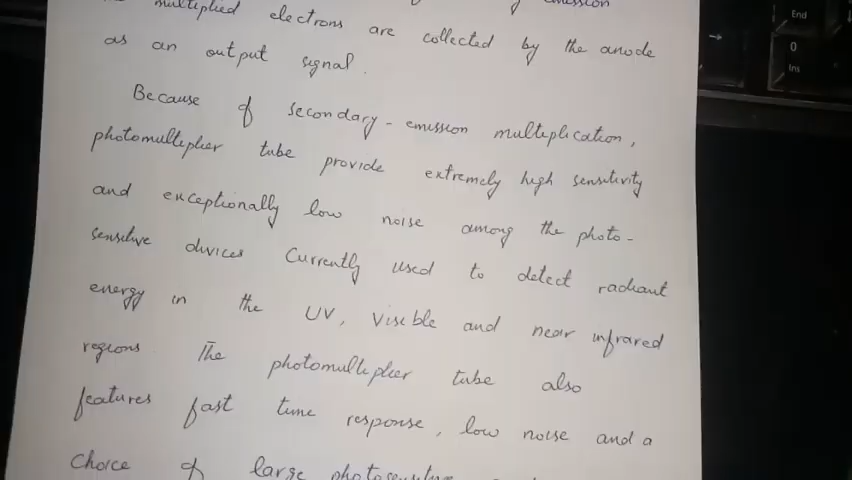 multiplied electrons are collected by the anode
as an output signal.
Because of secondary-emission multiplication,
photomultiplier tube provide extremely high sensitivity
and exceptionally low noise among the photo-
sensitive devices currently used to detect radiant
energy in the UV, visible and near infrared
regions. The photomultiplier tube also
features fast time response, low noise and a
choice of large
End
0
Ins
→